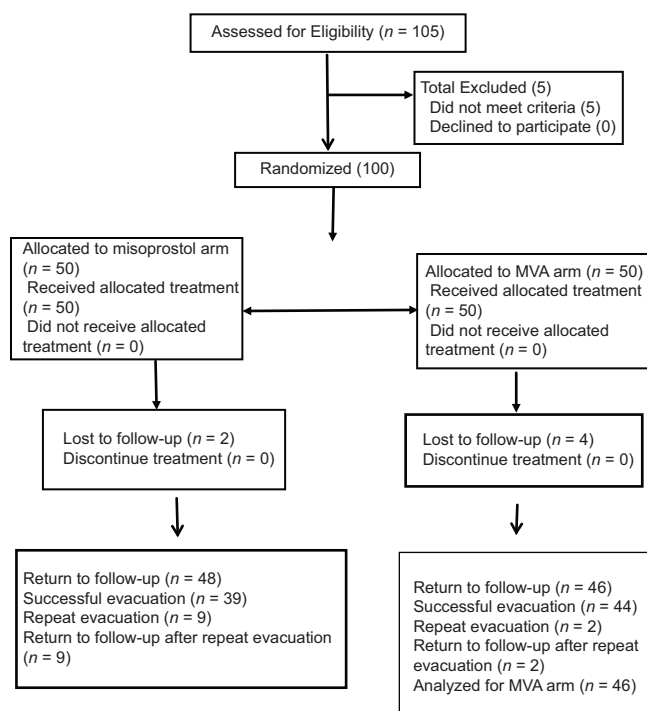 Assessed for Eligibility (n = 105)
Total Excluded (5)
Did not meet criteria (5)
Declined to participate (0)
Randomized (100)
Allocated to misoprostol arm
(n = 50)
Received allocated treatment
(n = 50)
Did not receive allocated
treatment (n = 0)
Allocated to MVA arm (n = 50)
Received allocated treatment
(n = 50)
Did not receive allocated
treatment (n = 0)
Lost to follow-up (n = 2)
Discontinue treatment (n = 0)
Lost to follow-up (n = 4)
Discontinue treatment (n = 0)
Return to follow-up (n = 48)
Successful evacuation (n = 39)
Repeat evacuation (n = 9)
Return to follow-up after repeat evacuation
(n = 9)
Return to follow-up (n = 46)
Successful evacuation (n = 44)
Repeat evacuation (n = 2)
Return to follow-up after repeat
evacuation (n = 2)
Analyzed for MVA arm (n = 46)